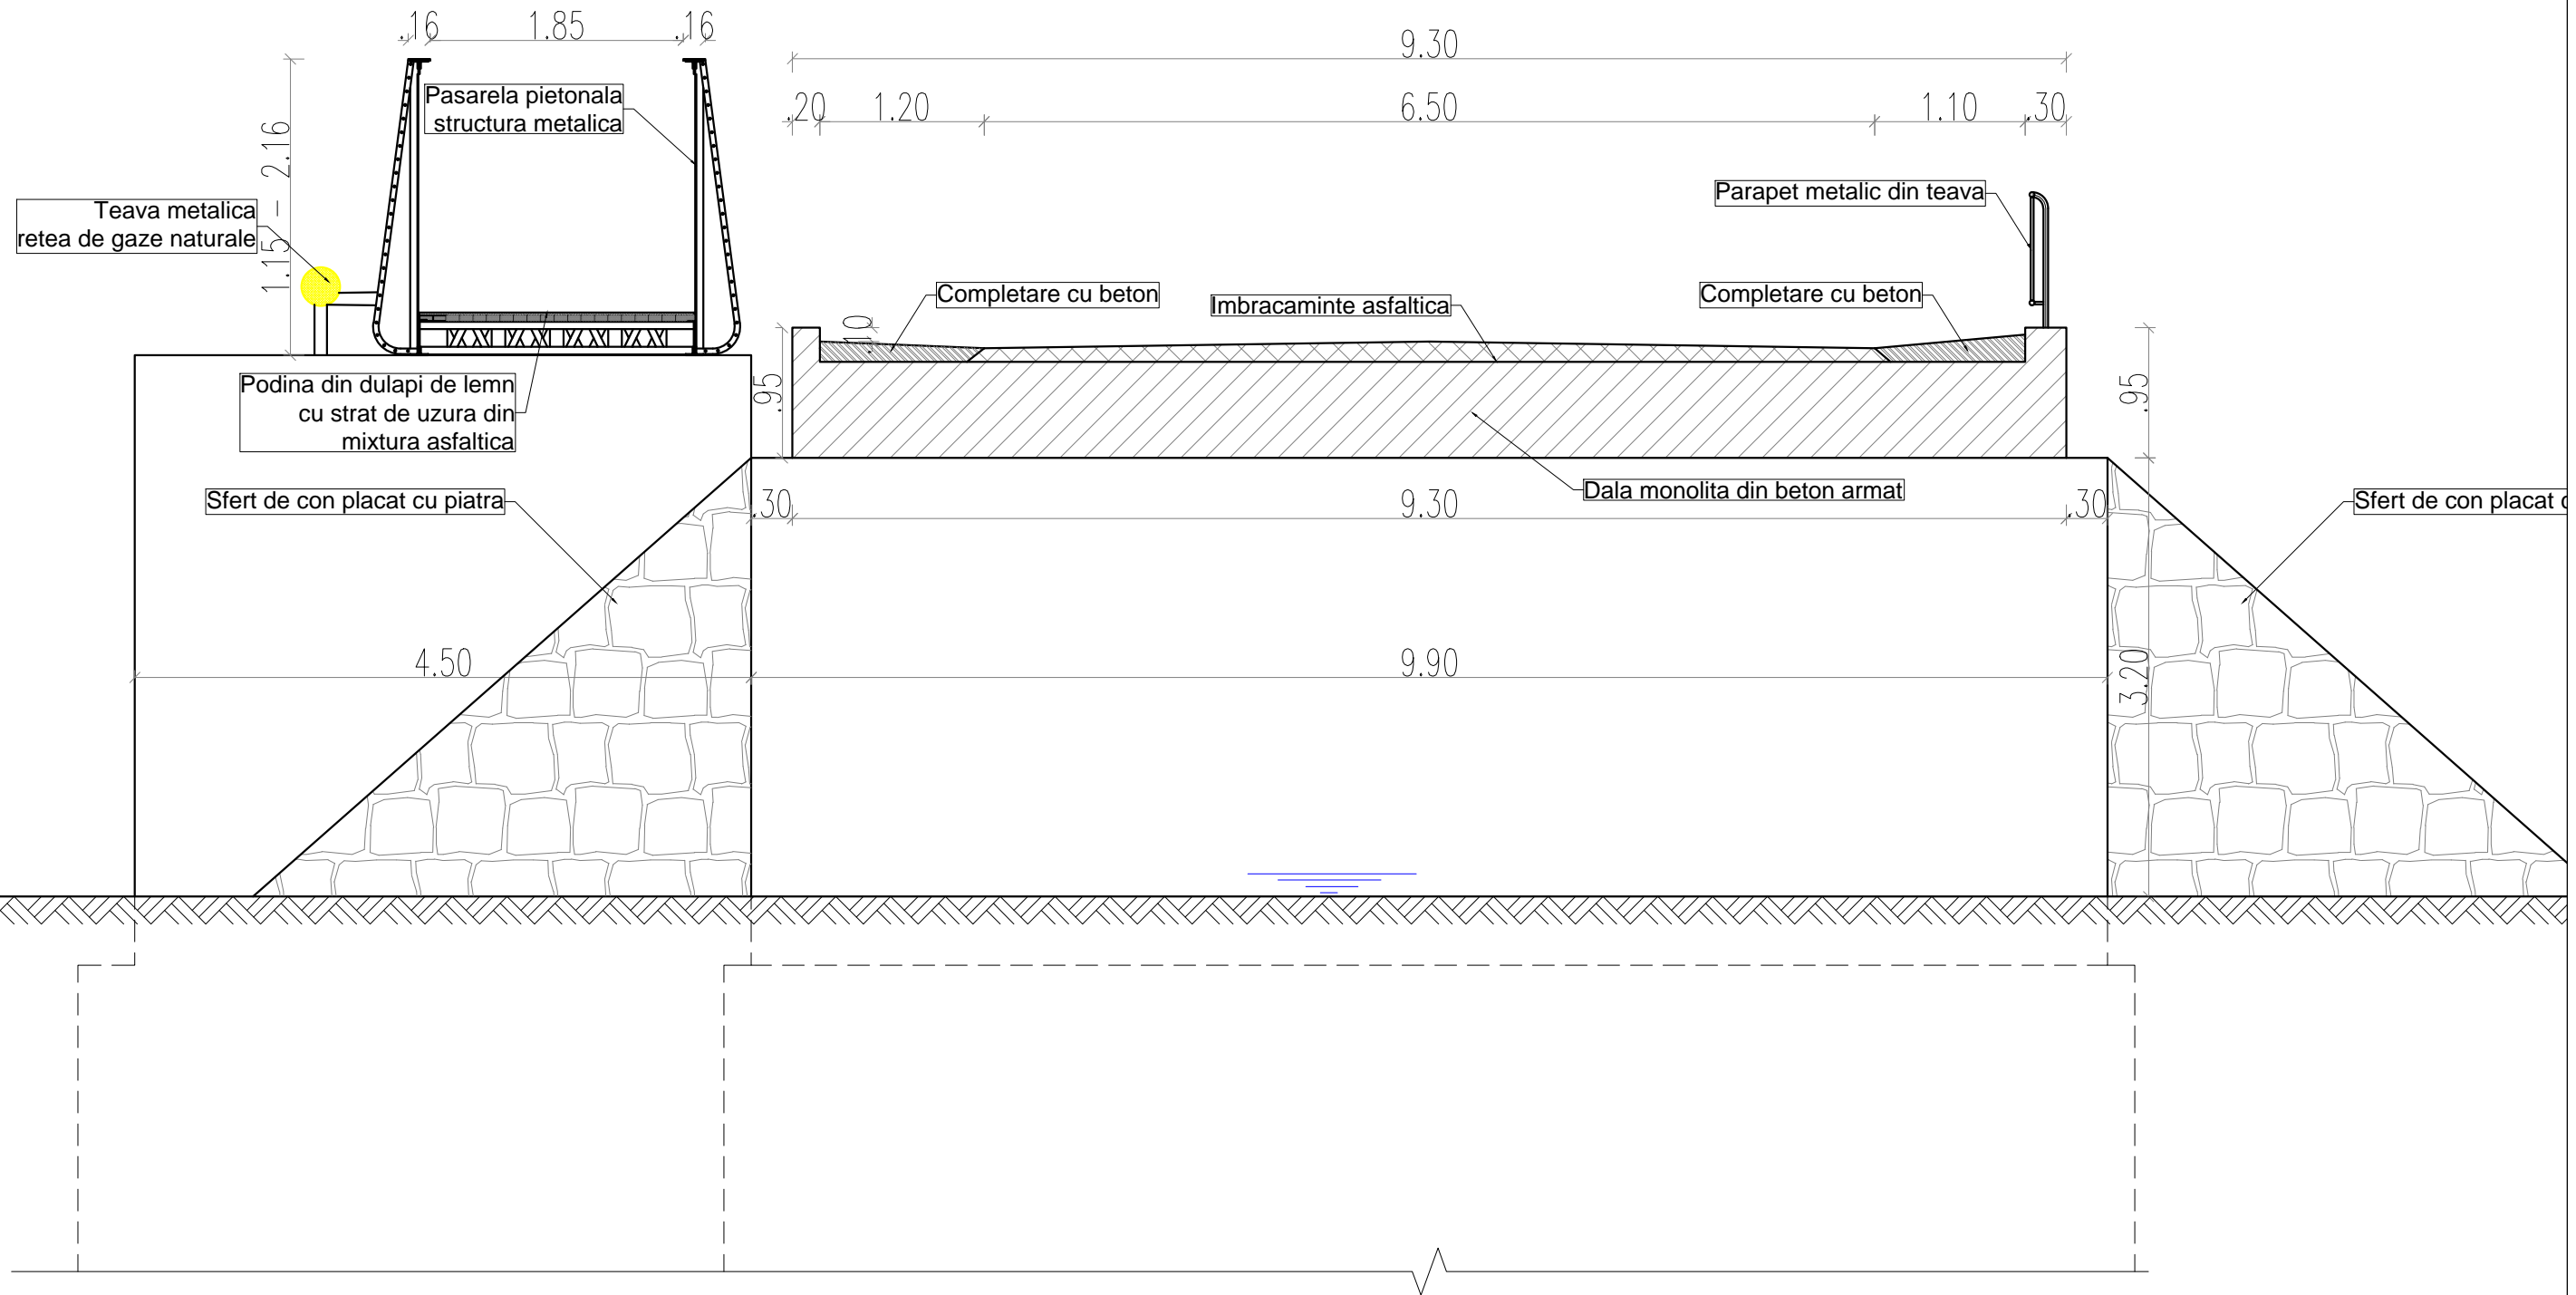 .16 1.85 .16
9.30
.20 1.20 6.50 1.10 .30
Pasarela pietonala
structura metalica
1.15 - 2.16
Teava metalica
retea de gaze naturale
Parapet metalic din teava
Completare cu beton
Imbracaminte asfaltica
Completare cu beton
.10
.95
.95
Podina din dulapi de lemn
cu strat de uzura din
mixtura asfaltica
Sfert de con placat cu piatra
.30 9.30 .30
Dala monolita din beton armat
Sfert de con placat
4.50 9.90
3.20